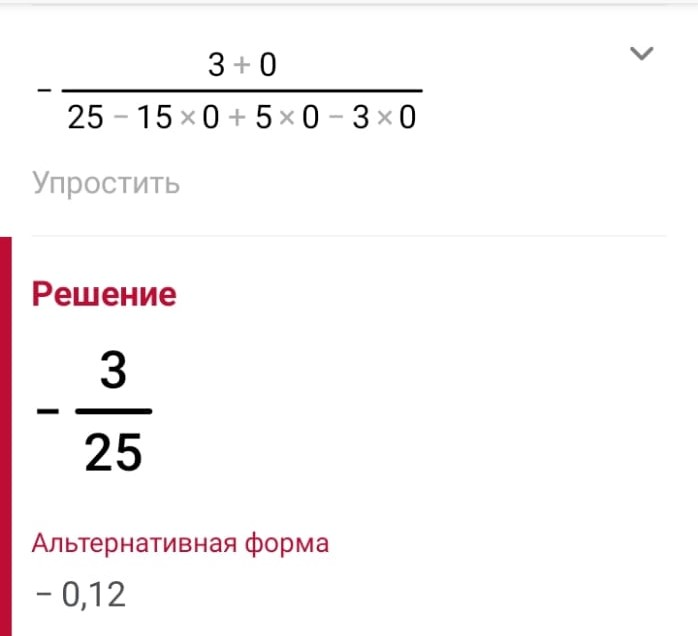 3 + 0
−
25 − 15 × 0 + 5 × 0 − 3 × 0
Упростить
Решение
3
−
25
Альтернативная форма
− 0,12